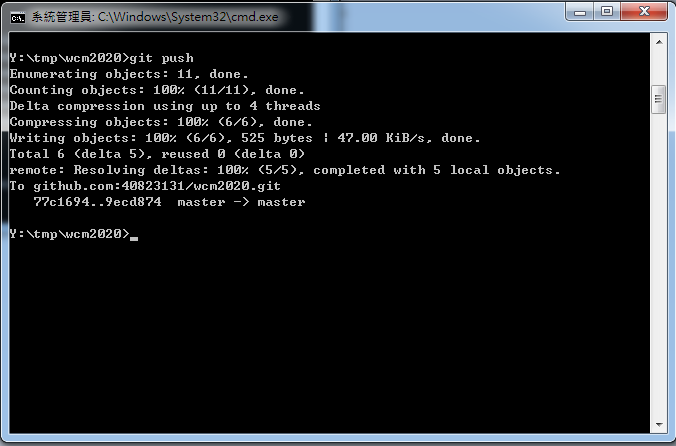 系統管理員: C:\Windows\System32\cmd.exe
Y:\tmp\wcm2020>git push
Enumerating objects: 11, done.
Counting objects: 100% (11/11), done.
Delta compression using up to 4 threads
Compressing objects: 100% (6/6), done.
Writing objects: 100% (6/6), 525 bytes ¦ 47.00 KiB/s, done.
Total 6 (delta 5), reused 0 (delta 0)
remote: Resolving deltas: 100% (5/5), completed with 5 local objects.
To github.com:40823131/wcm2020.git
   77c1694..9ecd874  master -> master
Y:\tmp\wcm2020>